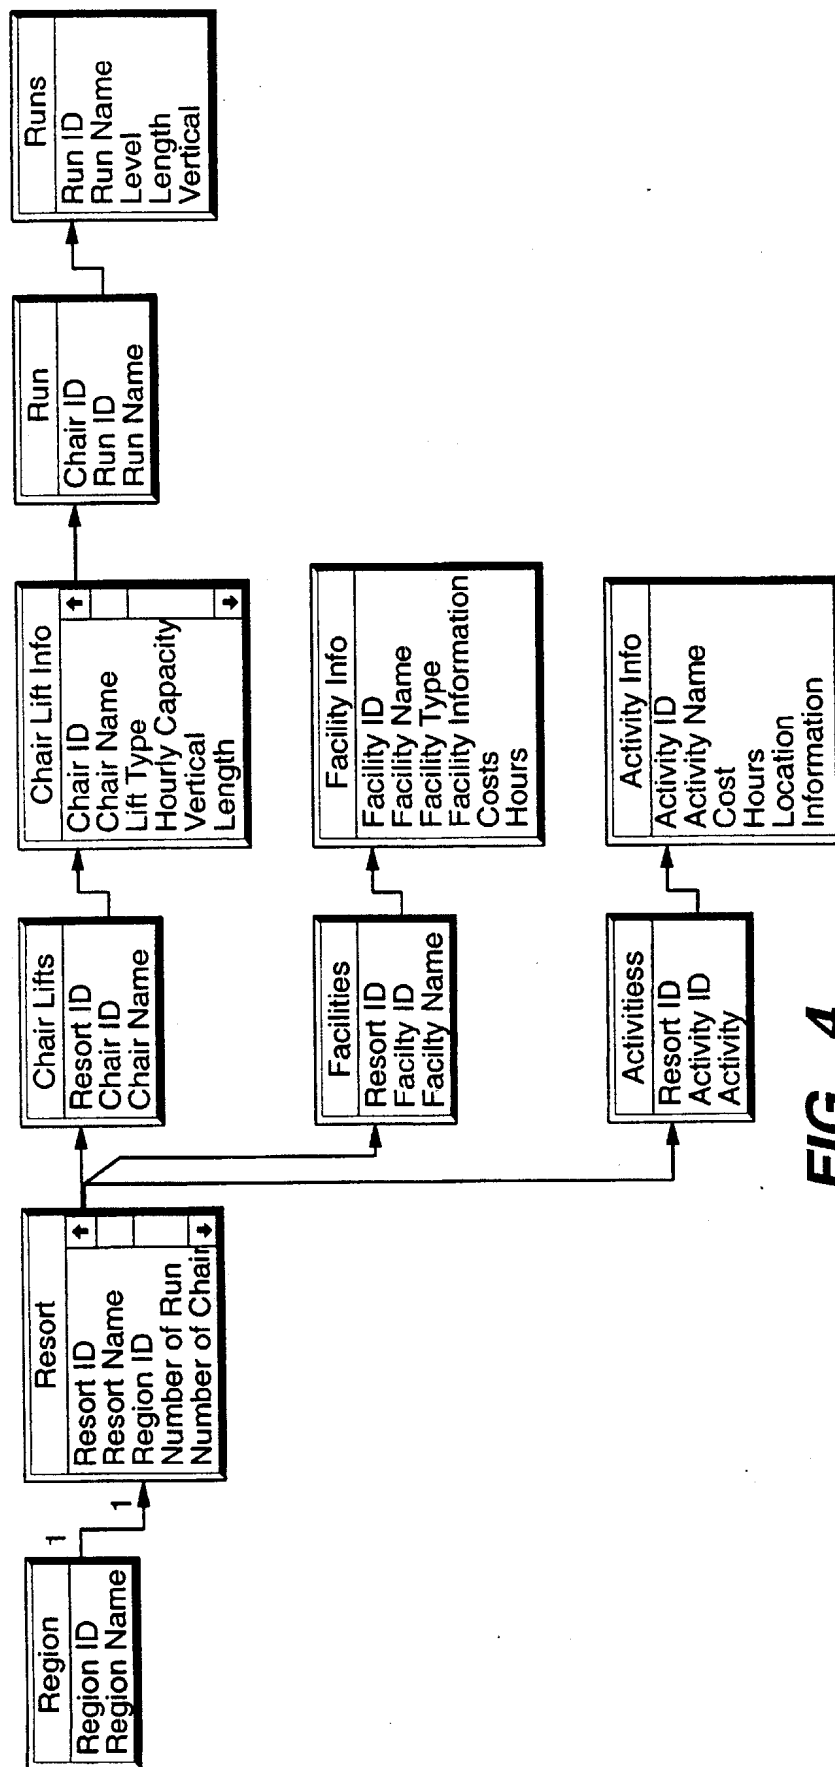 Region
Region ID
Region Name
1
1
Resort
Resort ID
Resort Name
Region ID
Number of Run
Number of Chair
Chair Lifts
Resort ID
Chair ID
Chair Name
Chair Lift Info
Chair ID
Chair Name
Lift Type
Hourly Capacity
Vertical
Length
Run
Chair ID
Run ID
Run Name
Runs
Run ID
Run Name
Level
Length
Vertical
Facilities
Resort ID
Facilty ID
Facilty Name
Facility Info
Facility ID
Facility Name
Facility Type
Facility Information
Costs
Hours
Activitiess
Resort ID
Activity ID
Activity
Activity Info
Activity ID
Activity Name
Cost
Hours
Location
Information
FIG_4